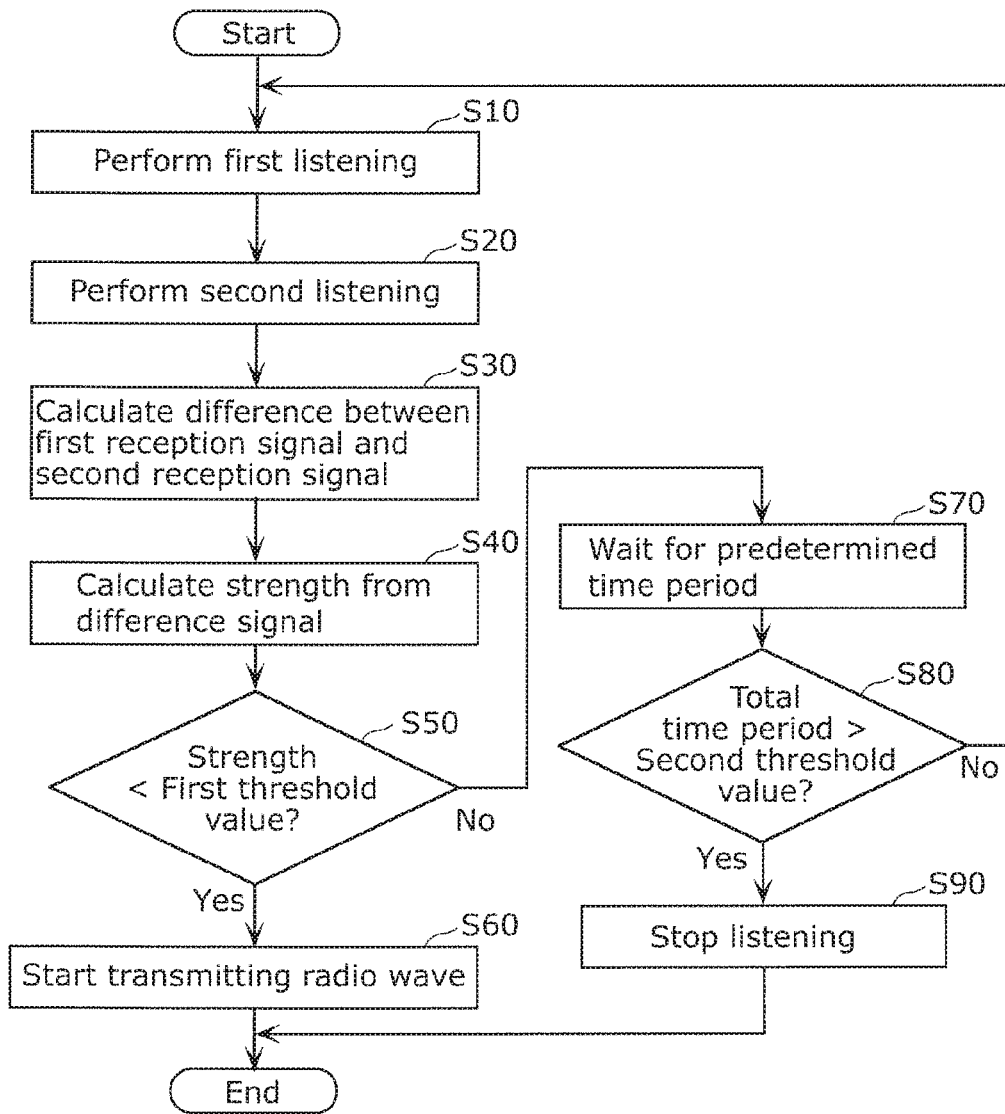 Start
S10
Perform first listening
S20
Perform second listening
S30
Calculate difference between
first reception signal and
second reception signal
S40
Calculate strength from
difference signal
S50
Strength
< First threshold
value?
No
Yes
S60
Start transmitting radio wave
S70
Wait for predetermined
time period
S80
Total
time period >
Second threshold
value?
No
Yes
S90
Stop listening
End